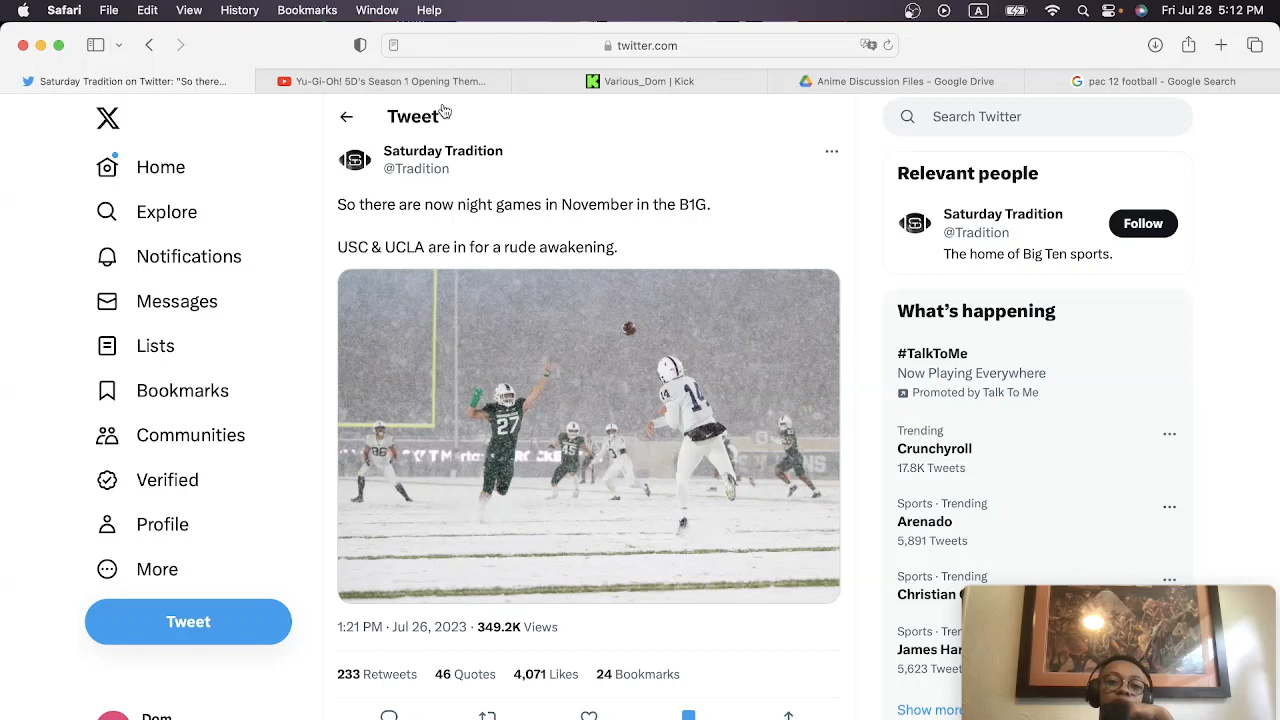 Safari File Edit View History Bookmarks Window Help
A
Fri Jul 28 5:12 PM
twitter.com
Saturday Tradition on Twitter: "So there...
Yu-Gi-Oh! 5D's Season 1 Opening Them...
Various_Dom | Kick
Anime Discussion Files - Google Drive
pac 12 football - Google Search
Home
Explore
Notifications
Messages
Lists
Bookmarks
Communities
Verified
Profile
More
Tweet
Dom
Tweet
Saturday Tradition
@Tradition
So there are now night games in November in the B1G.
USC & UCLA are in for a rude awakening.
14
27
45
86
1:21 PM · Jul 26, 2023 · 349.2K Views
233 Retweets 46 Quotes 4,071 Likes 24 Bookmarks
Search Twitter
Relevant people
Saturday Tradition
@Tradition
Follow
The home of Big Ten sports.
What's happening
#TalkToMe
Now Playing Everywhere
Promoted by Talk To Me
Trending
Crunchyroll
17.8K Tweets
Sports · Trending
Arenado
5,891 Tweets
Sports · Trending
Christian
Sports · Tre
James Har
5,623 Tweet
Show more